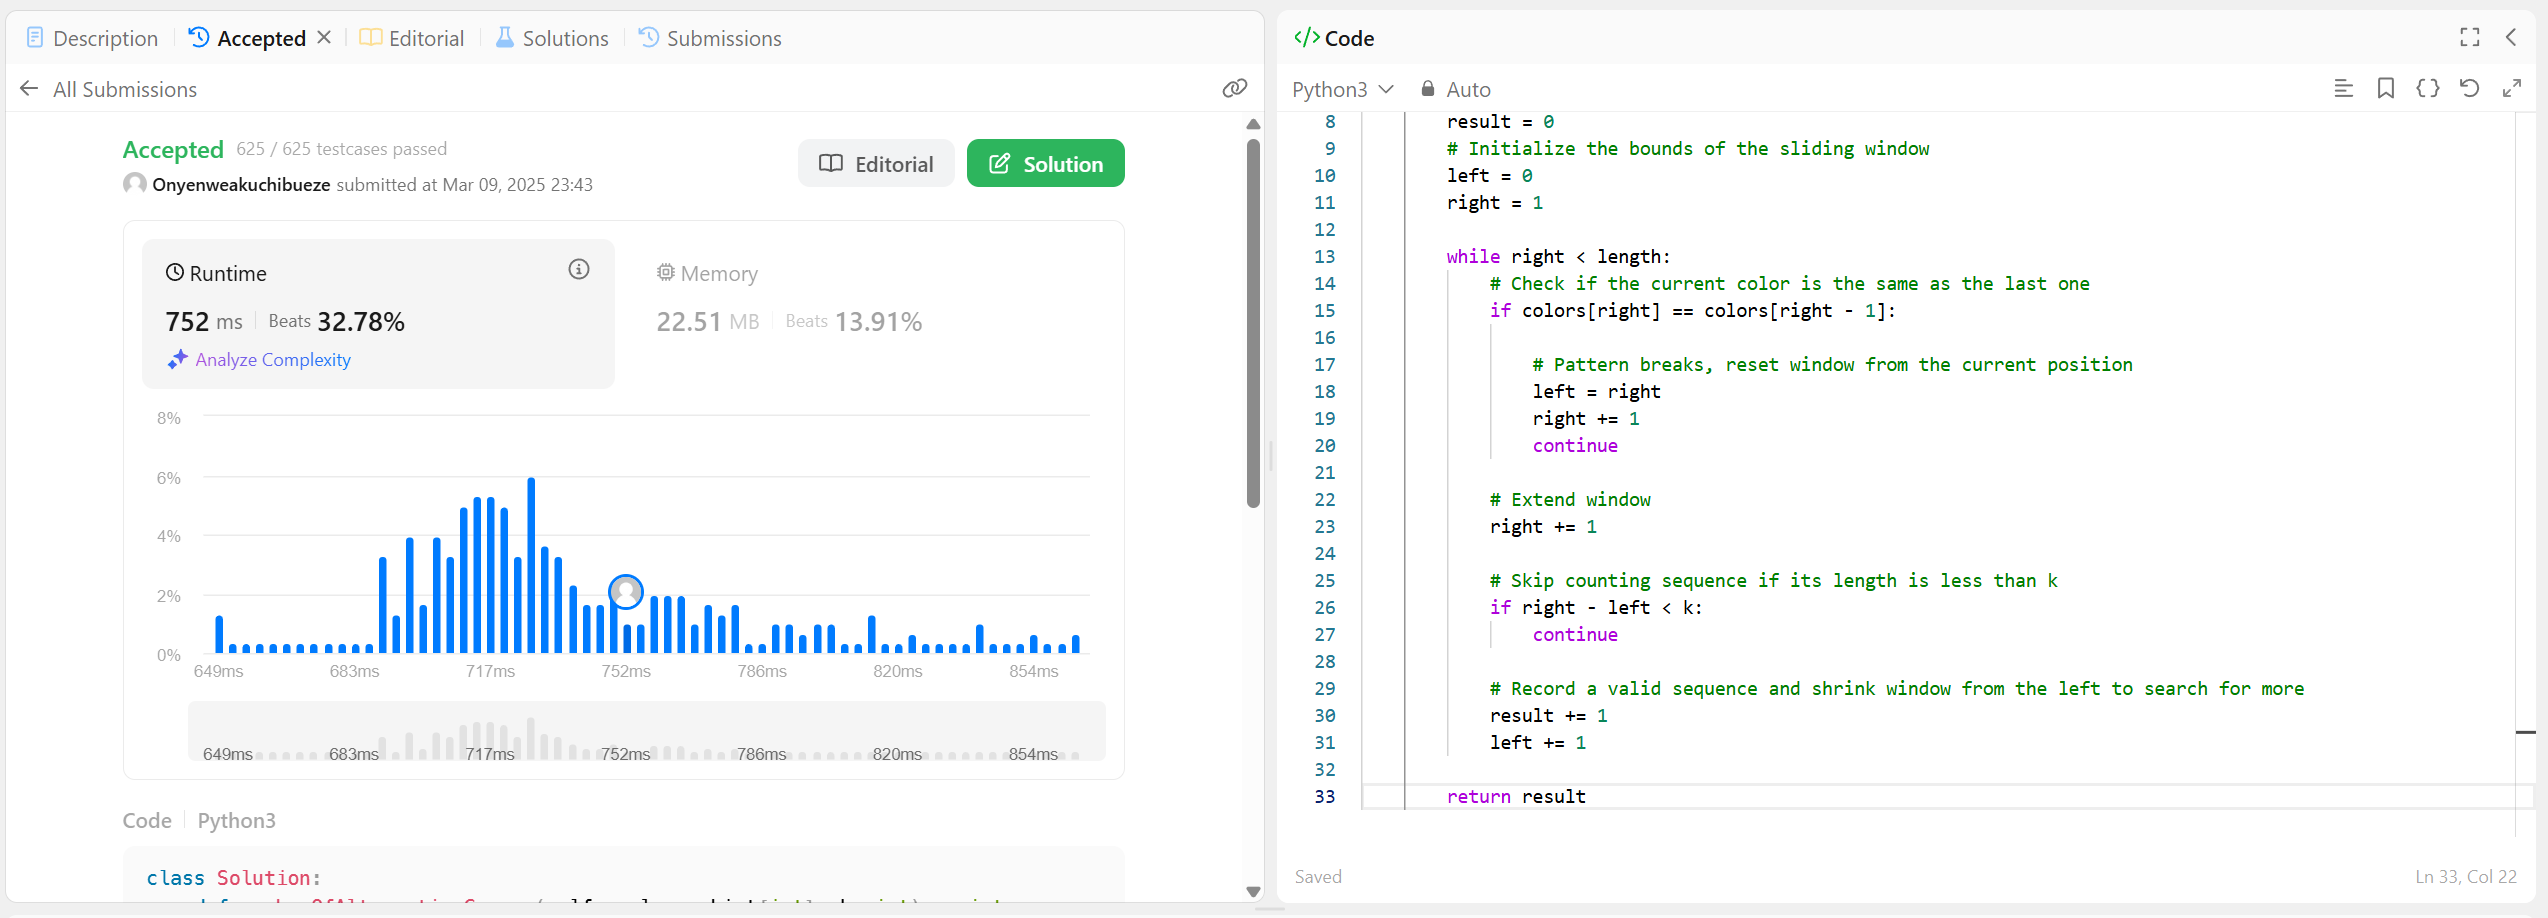 Description
Accepted
Editorial
Solutions
Submissions
All Submissions
Accepted 625 / 625 testcases passed
Onyenweakuchibueze submitted at Mar 09, 2025 23:43
Editorial
Solution
Runtime
752 ms Beats 32.78%
Analyze Complexity
Memory
22.51 MB Beats 13.91%
8%
6%
4%
2%
0%
649ms 683ms 717ms 752ms 786ms 820ms 854ms
649ms 683ms 717ms 752ms 786ms 820ms 854ms
Code Python3
class Solution:
</> Code
Python3 Auto
8 result = 0
9 # Initialize the bounds of the sliding window
10 left = 0
11 right = 1
12
13 while right < length:
14 # Check if the current color is the same as the last one
15 if colors[right] == colors[right - 1]:
16
17 # Pattern breaks, reset window from the current position
18 left = right
19 right += 1
20 continue
21
22 # Extend window
23 right += 1
24
25 # Skip counting sequence if its length is less than k
26 if right - left < k:
27 continue
28
29 # Record a valid sequence and shrink window from the left to search for more
30 result += 1
31 left += 1
32
33 return result
Saved
Ln 33, Col 22